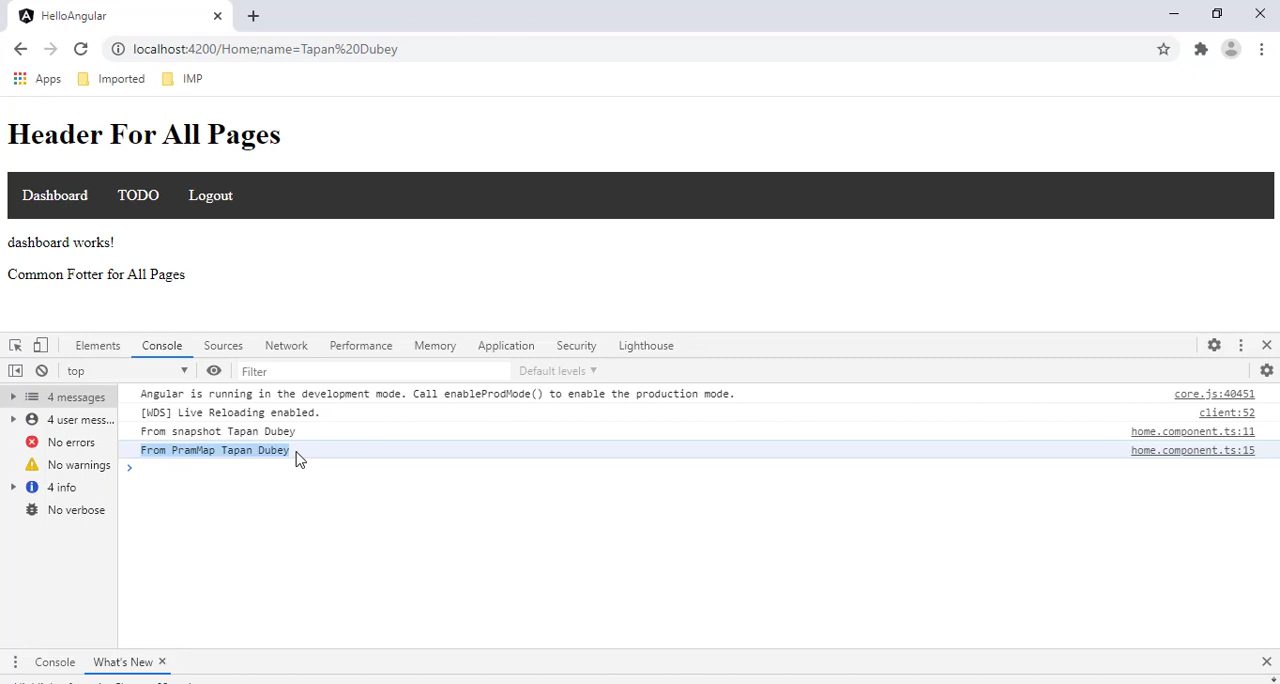 HelloAngular
localhost:4200/Home;name=Tapan%20Dubey
Apps Imported IMP
Header For All Pages
Dashboard TODO Logout
dashboard works!
Common Fotter for All Pages
Elements Console Sources Network Performance Memory Application Security Lighthouse
top Filter Default levels
4 messages
4 user mess...
No errors
No warnings
4 info
No verbose
Angular is running in the development mode. Call enableProdMode() to enable the production mode. core.js:40451
[WDS] Live Reloading enabled. client:52
From snapshot Tapan Dubey home.component.ts:11
From PramMap Tapan Dubey home.component.ts:15
Console What's New